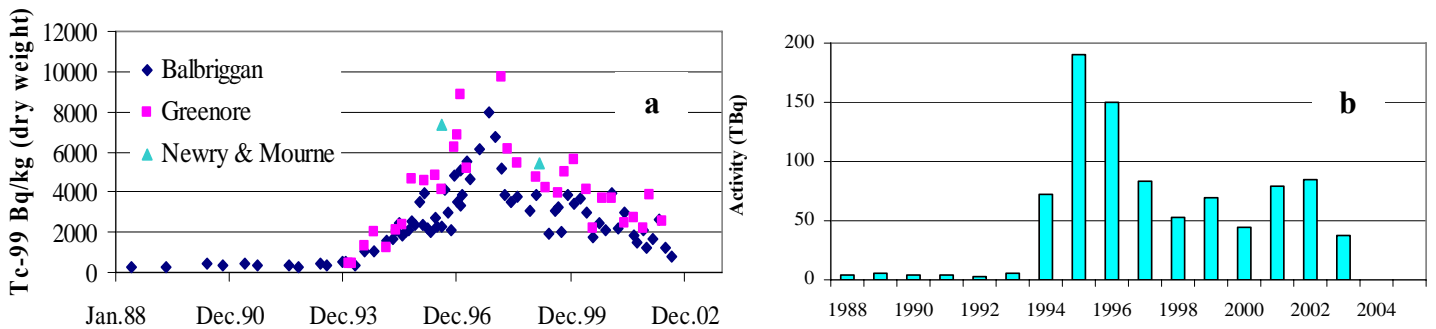 Tc-99 Bq/kg (dry weight)
12000
10000
8000
6000
4000
2000
0
Balbriggan
Greenore
Newry & Mourne
a
Jan.88 Dec.90 Dec.93 Dec.96 Dec.99 Dec.02
Activity (TBq)
200
150
100
50
0
b
1988 1990 1992 1994 1996 1998 2000 2002 2004